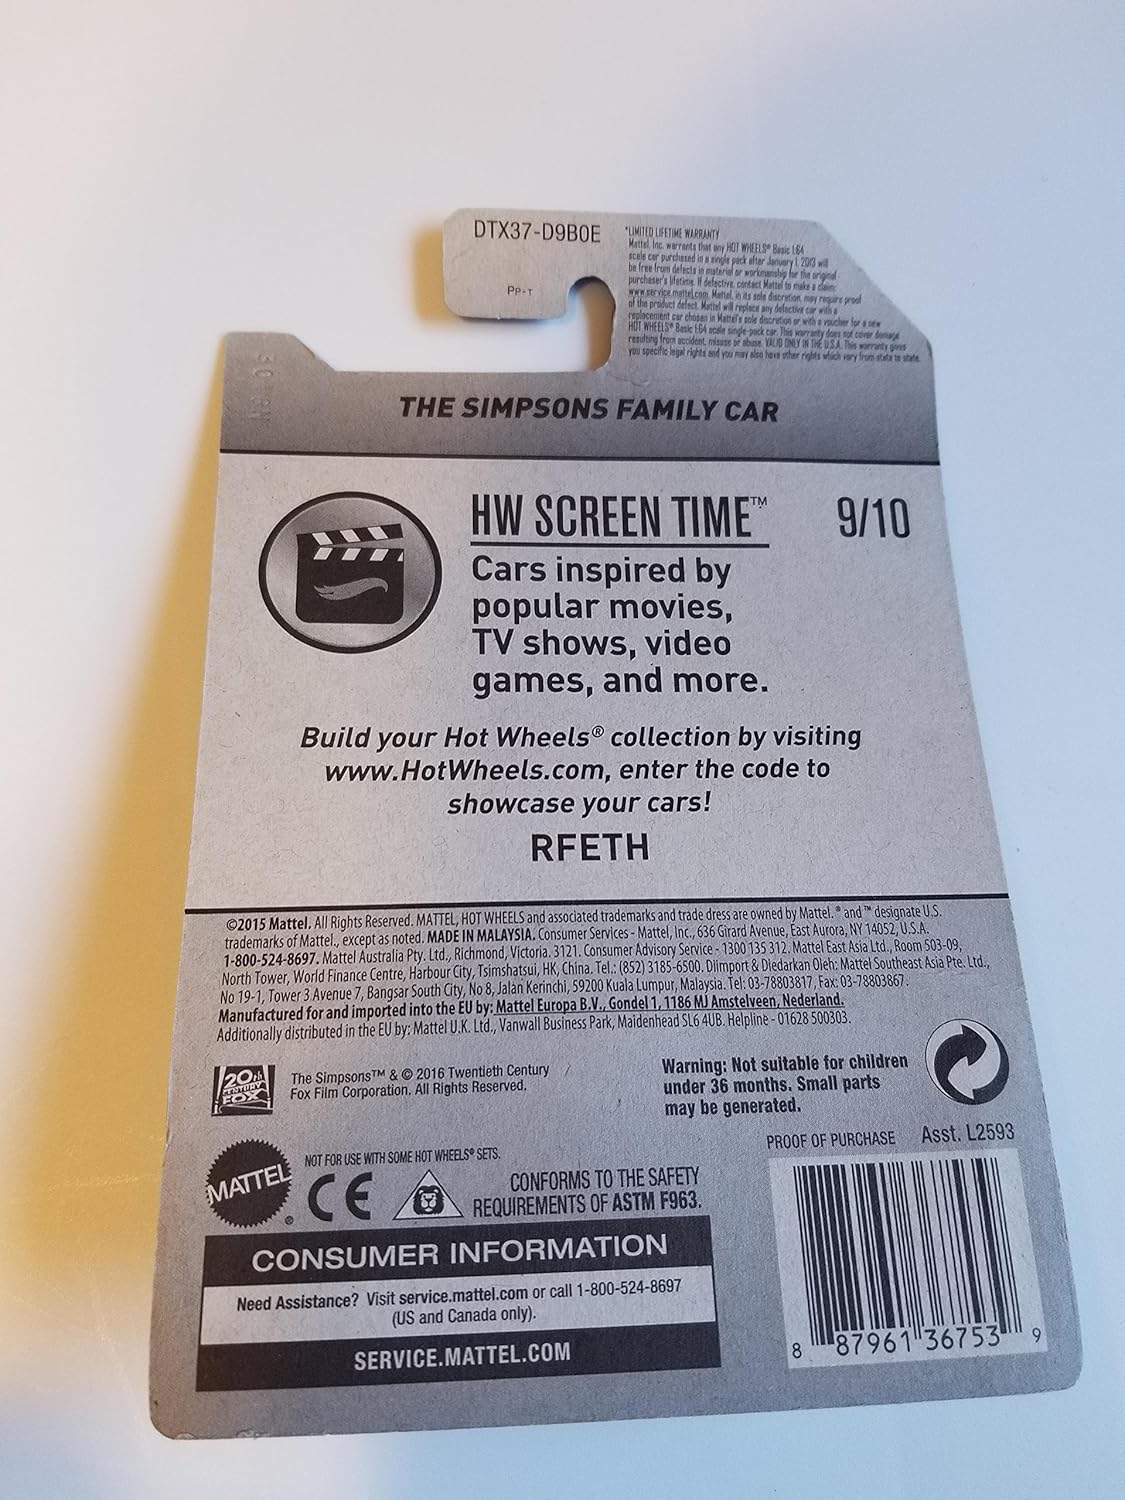 DTX37-D9B0E
PP-T
*LIMITED LIFETIME WARRANTY
Mattel, Inc. warrants that any HOT WHEELS® Basic 1:64
scale car purchased in a single pack after January 1, 2013 will
be free from defects in material or workmanship for the original
purchaser's lifetime. If defective, contact Mattel to make a claim:
www.service.mattel.com. Mattel, in its sole discretion, may require proof
of the product defect. Mattel will replace any defective car with a
replacement car chosen in Mattel's sole discretion or with a voucher for a new
HOT WHEELS® Basic 1:64 scale single-pack car. This warranty does not cover damage
resulting from accident, misuse or abuse. VALID ONLY IN THE U.S.A. This warranty gives
you specific legal rights and you may also have other rights which vary from state to state.
THE SIMPSONS FAMILY CAR
HW SCREEN TIME™ 9/10
Cars inspired by
popular movies,
TV shows, video
games, and more.
Build your Hot Wheels® collection by visiting
www.HotWheels.com, enter the code to
showcase your cars!
RFETH
©2015 Mattel. All Rights Reserved. MATTEL, HOT WHEELS and associated trademarks and trade dress are owned by Mattel. ® and ™ designate U.S.
trademarks of Mattel., except as noted. MADE IN MALAYSIA. Consumer Services - Mattel, Inc., 636 Girard Avenue, East Aurora, NY 14052, U.S.A.
1-800-524-8697. Mattel Australia Pty. Ltd., Richmond, Victoria. 3121. Consumer Advisory Service - 1300 135 312. Mattel East Asia Ltd., Room 503-09,
North Tower, World Finance Centre, Harbour City, Tsimshatsui, HK, China. Tel.: (852) 3185-6500. Diimport & Diedarkan Oleh: Mattel Southeast Asia Pte. Ltd.,
No 19-1, Tower 3 Avenue 7, Bangsar South City, No 8, Jalan Kerinchi, 59200 Kuala Lumpur, Malaysia. Tel: 03-78803817, Fax: 03-78803867.
Manufactured for and imported into the EU by: Mattel Europa B.V., Gondel 1, 1186 MJ Amstelveen, Nederland.
Additionally distributed in the EU by: Mattel U.K. Ltd., Vanwall Business Park, Maidenhead SL6 4UB. Helpline - 01628 500303.
20th
CENTURY
FOX
The Simpsons™ & © 2016 Twentieth Century
Fox Film Corporation. All Rights Reserved.
Warning: Not suitable for children
under 36 months. Small parts
may be generated.
PROOF OF PURCHASE Asst. L2593
MATTEL®
NOT FOR USE WITH SOME HOT WHEELS® SETS.
CE
CONFORMS TO THE SAFETY
REQUIREMENTS OF ASTM F963.
CONSUMER INFORMATION
Need Assistance? Visit service.mattel.com or call 1-800-524-8697
(US and Canada only).
SERVICE.MATTEL.COM
8 87961 36753 9